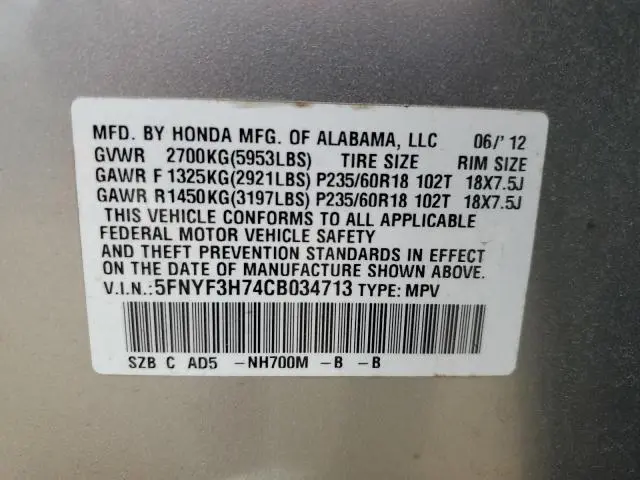 MFD. BY HONDA MFG. OF ALABAMA, LLC 06/' 12
GVWR 2700KG(5953LBS) TIRE SIZE RIM SIZE
GAWR F 1325KG(2921LBS) P235/60R18 102T 18X7.5J
GAWR R1450KG(3197LBS) P235/60R18 102T 18X7.5J
THIS VEHICLE CONFORMS TO ALL APPLICABLE
FEDERAL MOTOR VEHICLE SAFETY
AND THEFT PREVENTION STANDARDS IN EFFECT
ON THE DATE OF MANUFACTURE SHOWN ABOVE.
V.I.N.:5FNYF3H74CB034713 TYPE: MPV
SZB C AD5 -NH700M -B -B